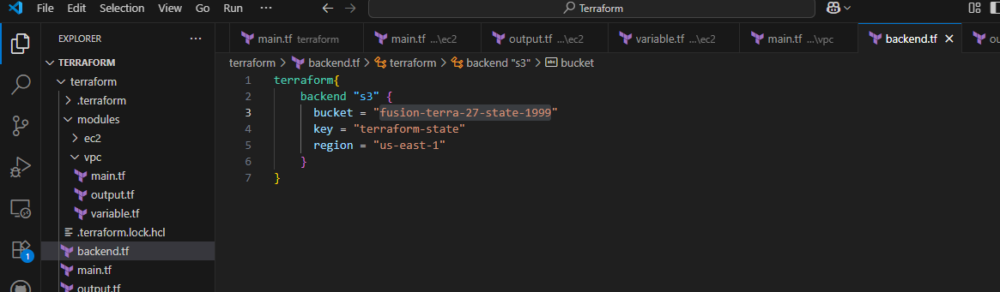 File Edit Selection View Go Run ··· Terraform
EXPLORER ···
TERRAFORM
terraform
.terraform
modules
ec2
vpc
main.tf
output.tf
variable.tf
.terraform.lock.hcl
backend.tf
main.tf
output.tf
1
main.tf terraform
main.tf ...\ec2
output.tf ...\ec2
variable.tf ...\ec2
main.tf ...\vpc
backend.tf
ou
terraform > backend.tf > terraform > backend "s3" > bucket
1 terraform{
2 backend "s3" {
3 bucket = "fusion-terra-27-state-1999"
4 key = "terraform-state"
5 region = "us-east-1"
6 }
7 }